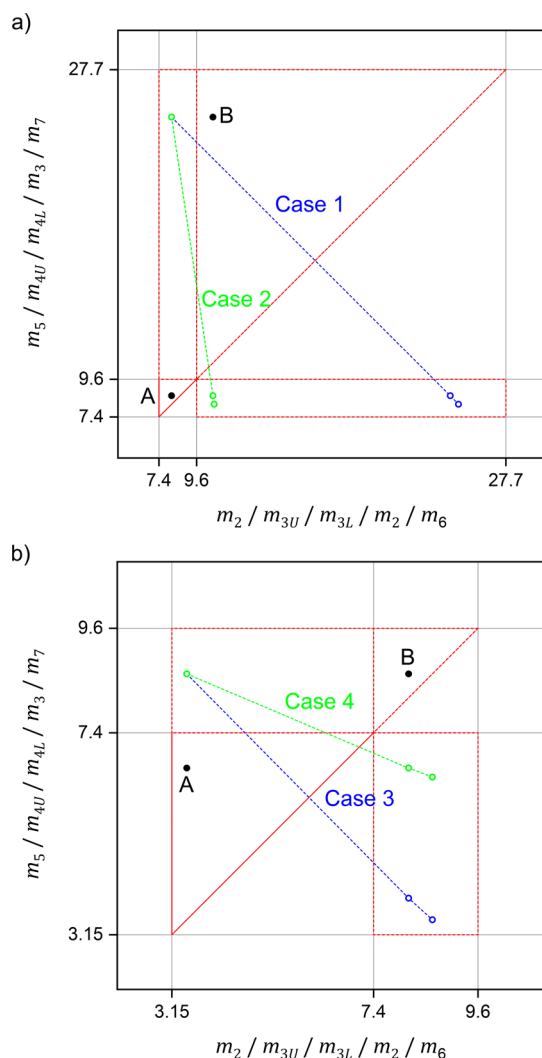 a)
27.7
B
Case 1
m₅ / m₄U / m₄L / m₃ / m₇
Case 2
9.6
A
7.4
7.4 9.6 27.7
m₂ / m₃U / m₃L / m₂ / m₆
b)
9.6
B
Case 4
7.4
m₅ / m₄U / m₄L / m₃ / m₇
A
Case 3
3.15
3.15 7.4 9.6
m₂ / m₃U / m₃L / m₂ / m₆